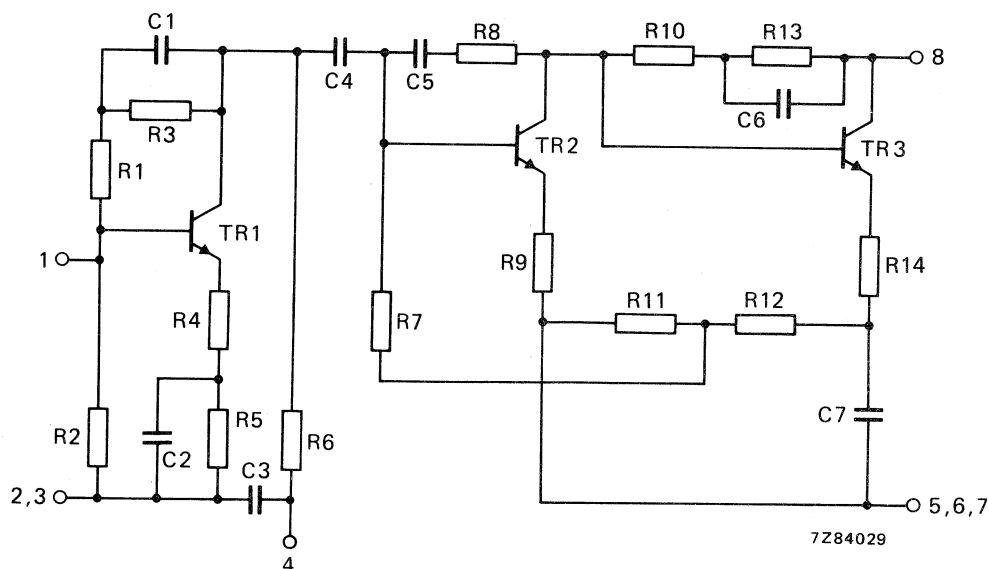 C1
R8
R10
R13
8
C4
C5
C6
R3
R1
TR2
TR3
TR1
1
R9
R14
R4
R7
R11
R12
R2
C2
R5
R6
C7
C3
2,3
5,6,7
4
7Z84029